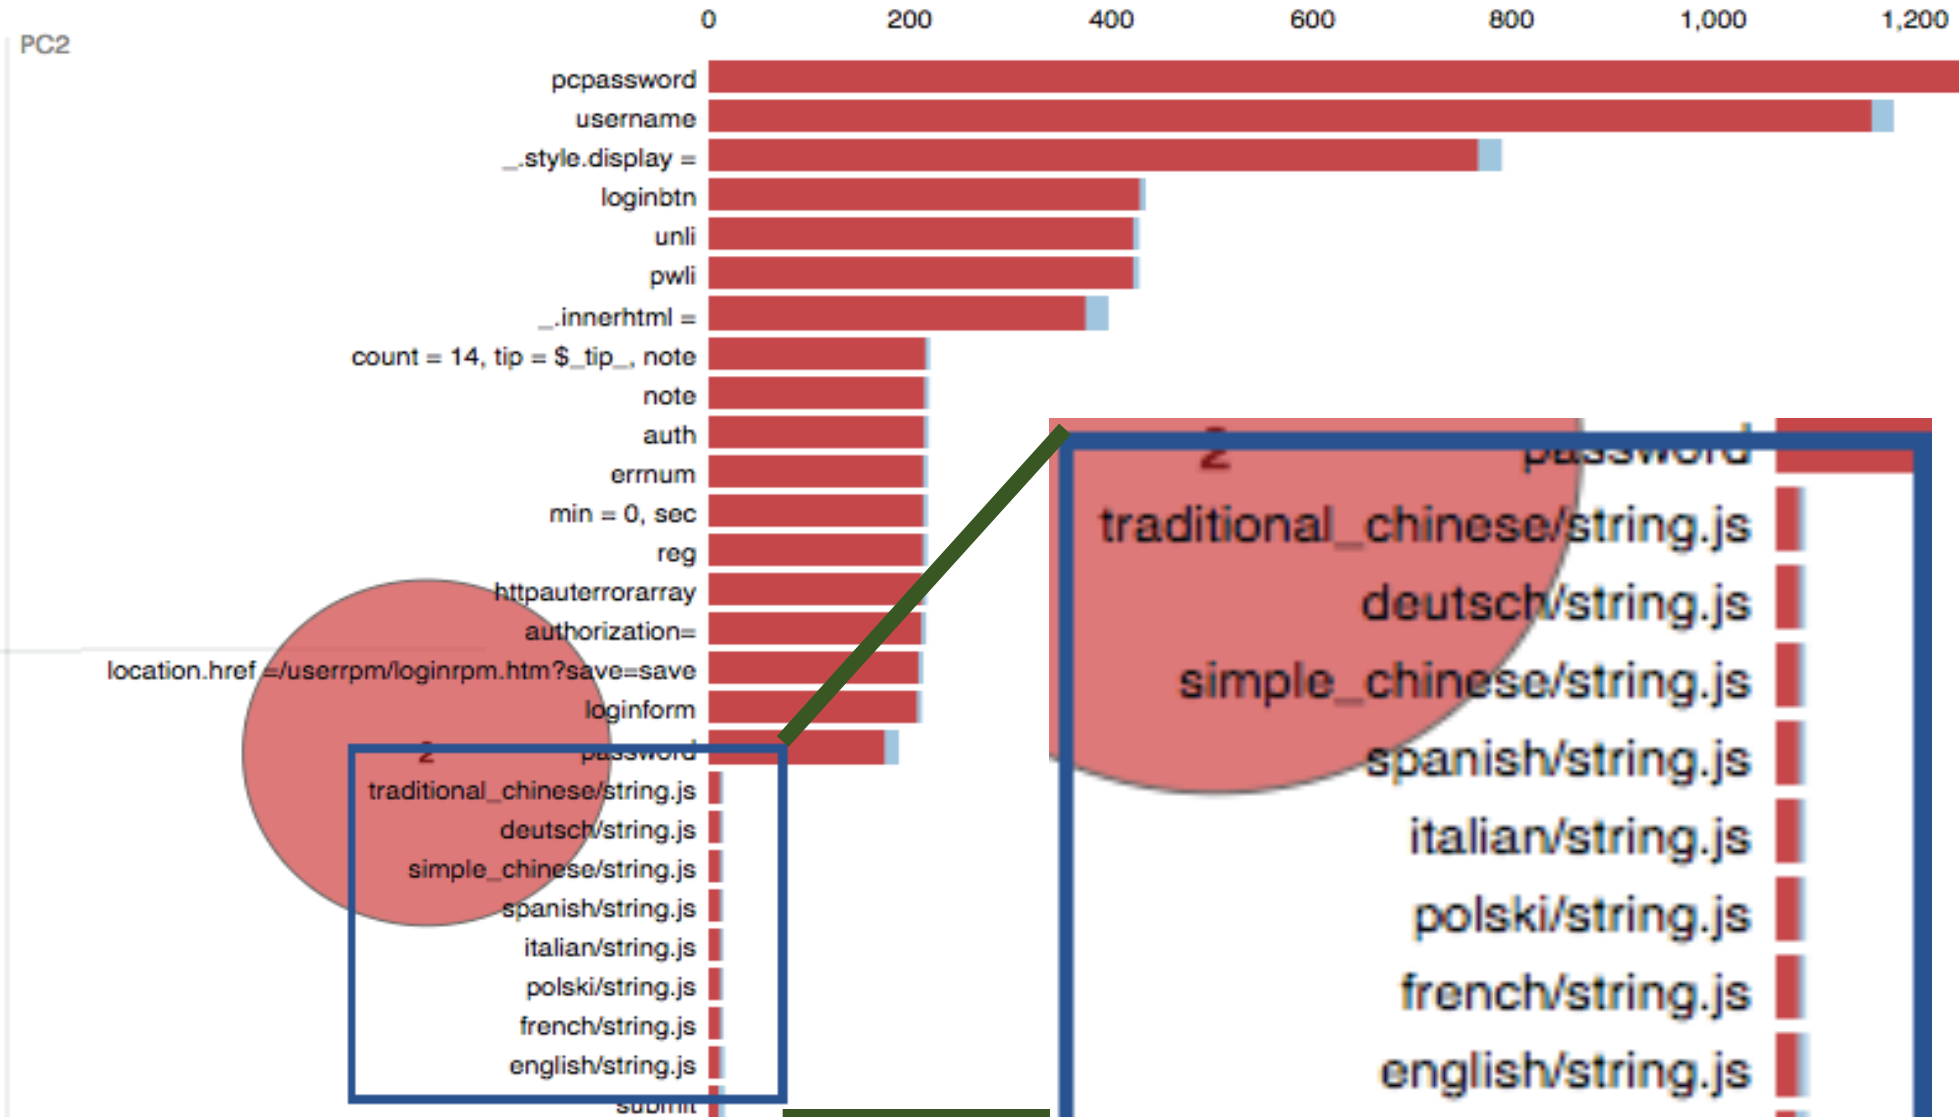 0 200 400 600 800 1,000 1,200
PC2
pcpassword
username
_.style.display =
loginbtn
unli
pwli
_.innerhtml =
count = 14, tip = $_tip_, note
note
auth
errnum
min = 0, sec
reg
httpauterrorarray
authorization=
location.href =/userrpm/loginrpm.htm?save=save
loginform
2
password
traditional_chinese/string.js
deutsch/string.js
simple_chinese/string.js
spanish/string.js
italian/string.js
polski/string.js
french/string.js
english/string.js
submit
2
password
traditional_chinese/string.js
deutsch/string.js
simple_chinese/string.js
spanish/string.js
italian/string.js
polski/string.js
french/string.js
english/string.js